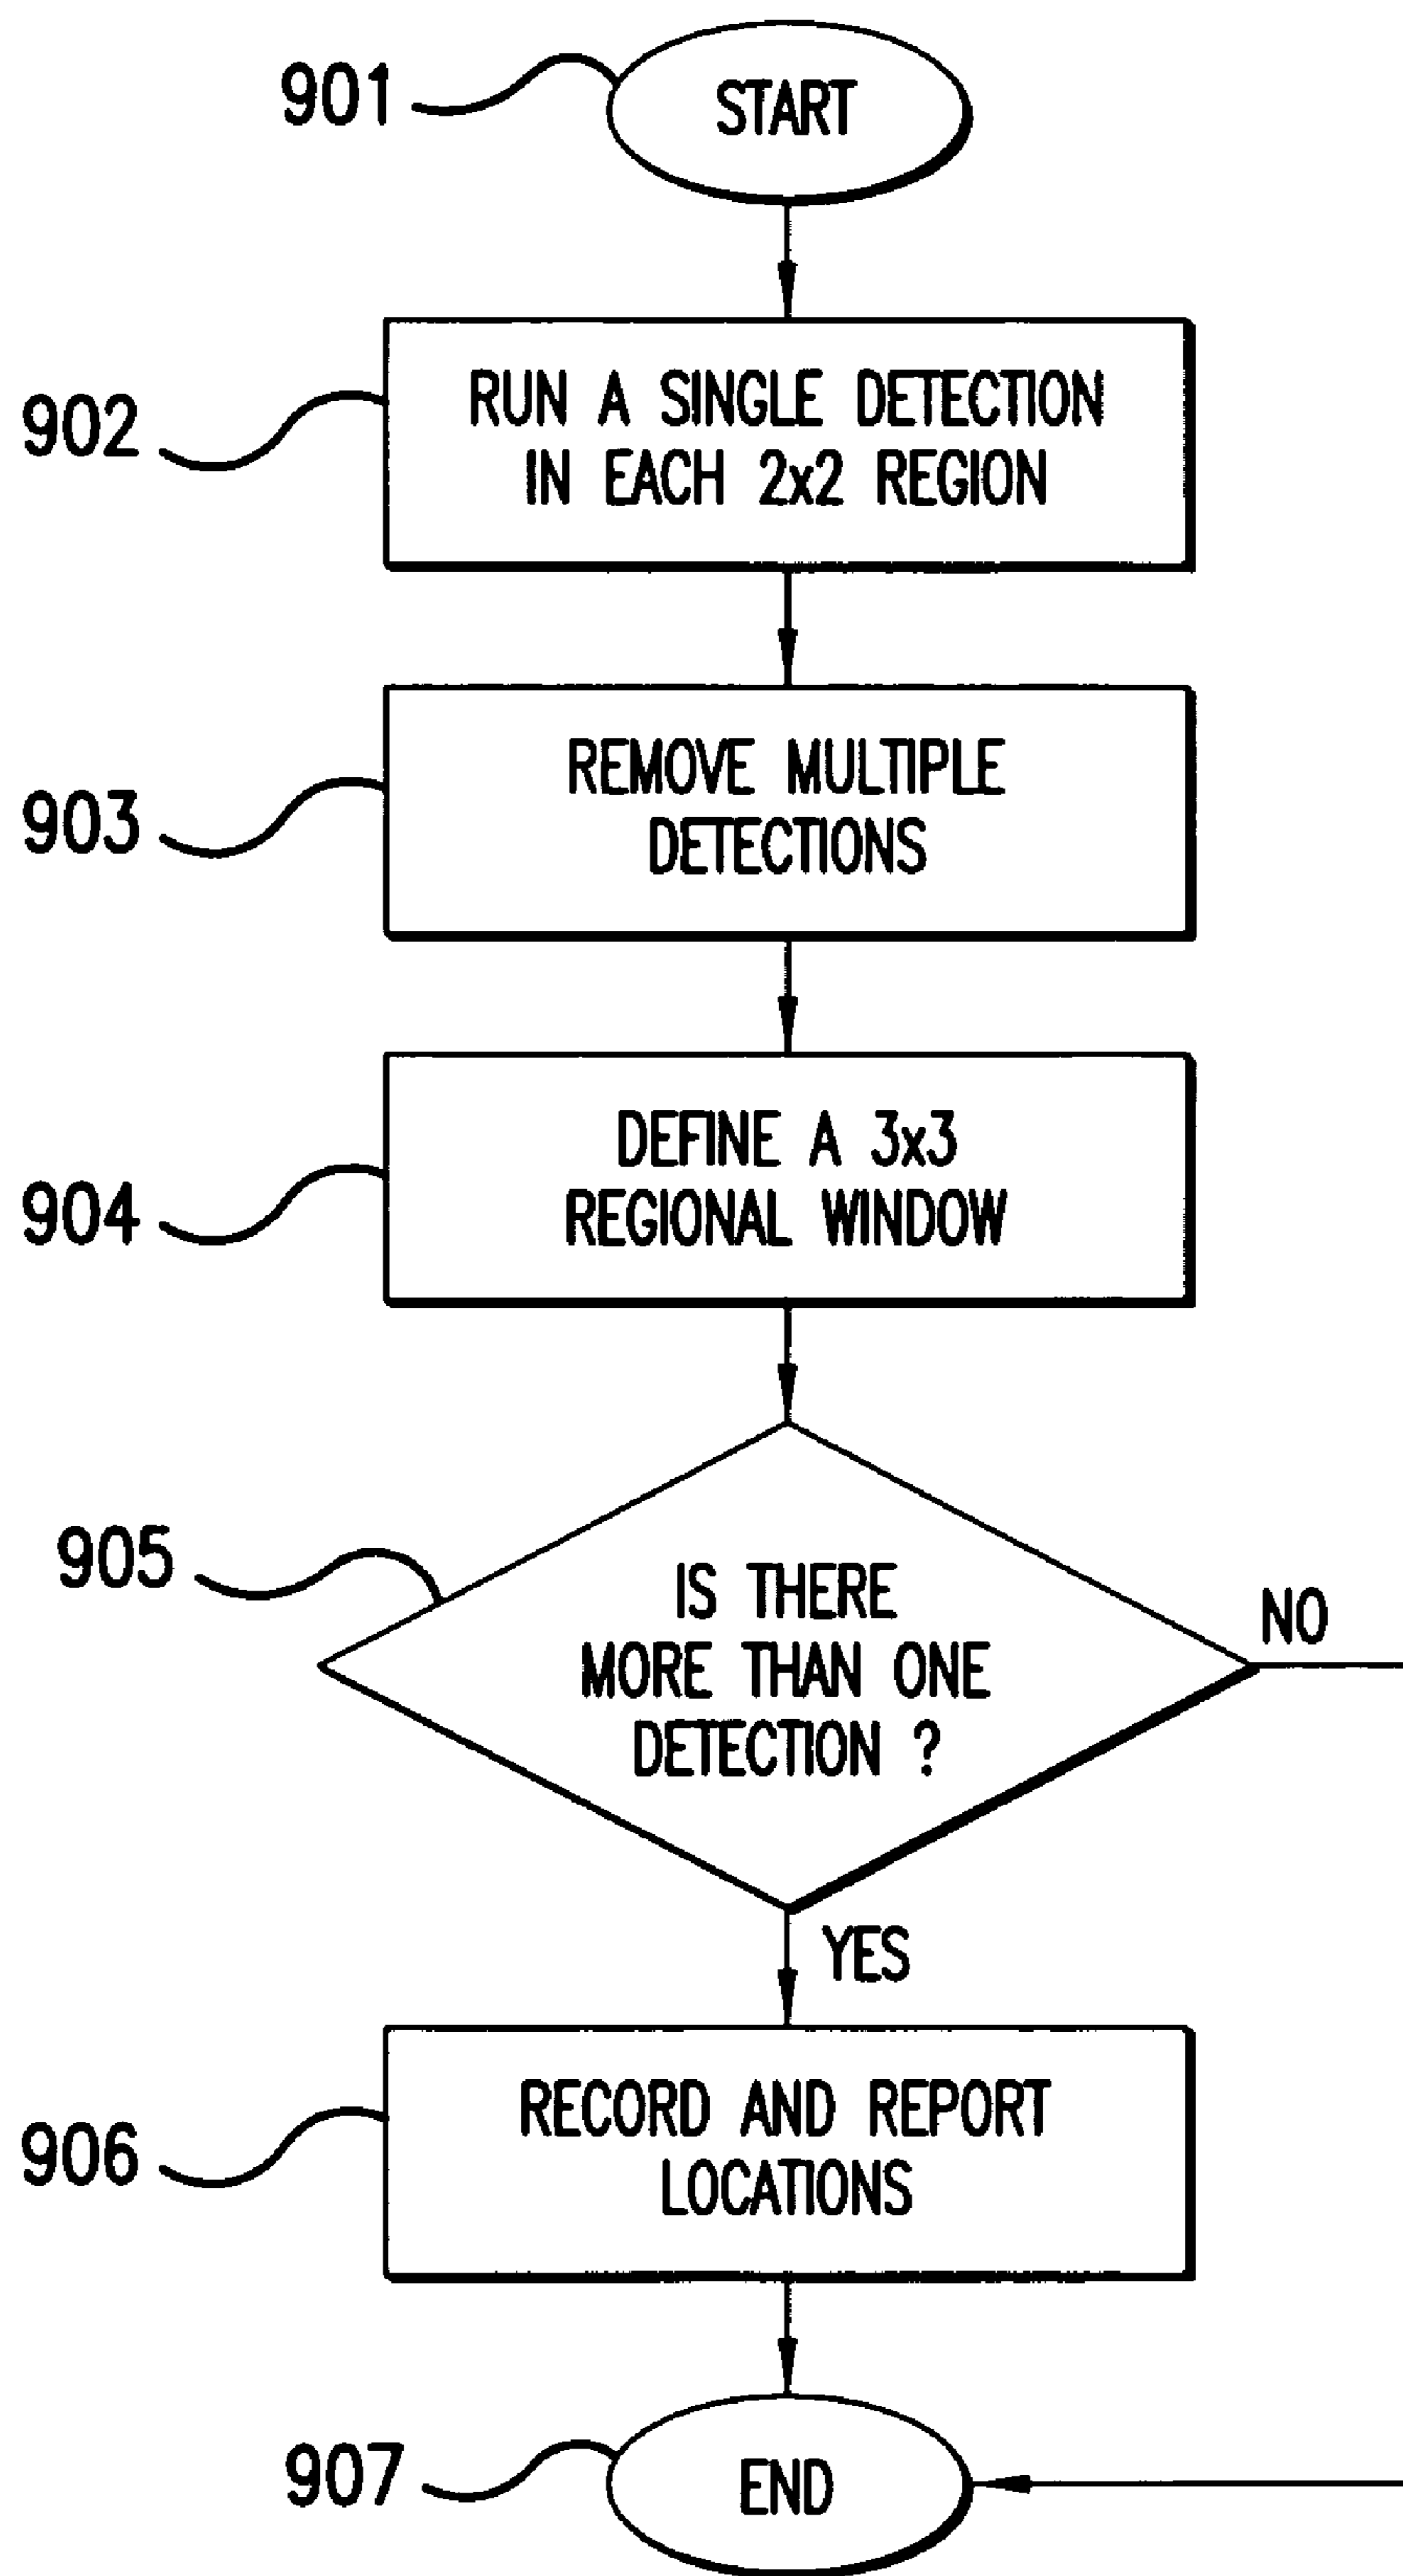 901
START
902
RUN A SINGLE DETECTION
IN EACH 2x2 REGION
903
REMOVE MULTIPLE
DETECTIONS
904
DEFINE A 3x3
REGIONAL WINDOW
905
IS THERE
MORE THAN ONE
DETECTION ?
NO
YES
906
RECORD AND REPORT
LOCATIONS
907
END